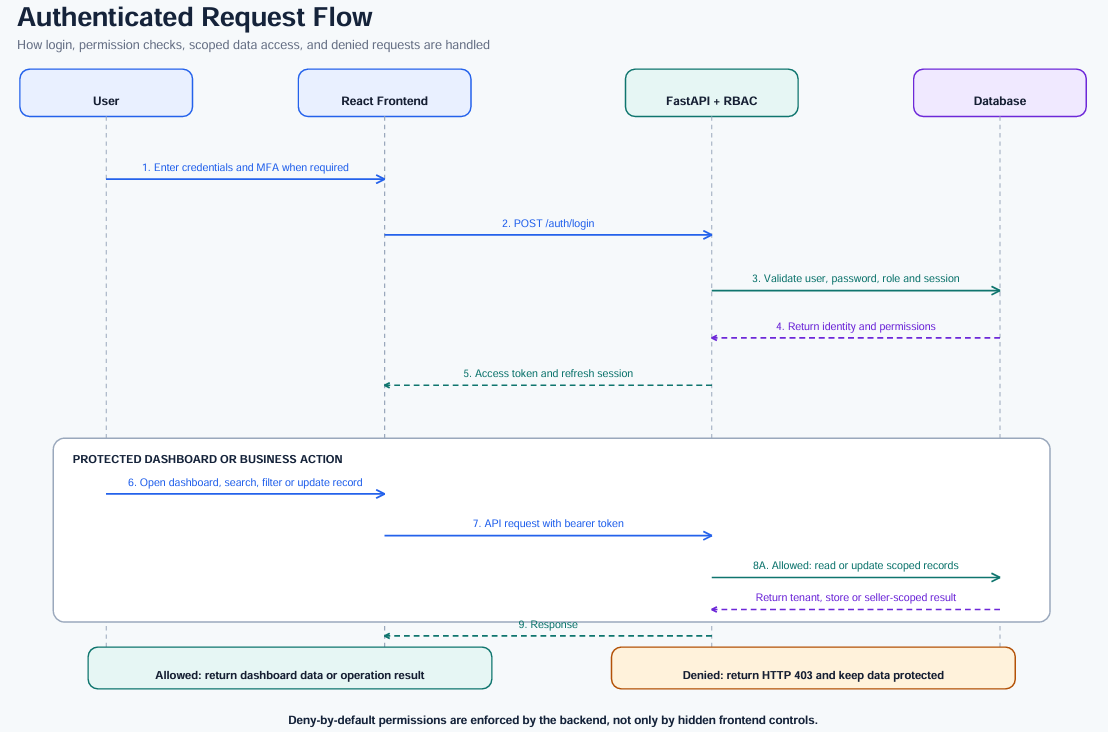 Authenticated Request Flow
How login, permission checks, scoped data access, and denied requests are handled
User
React Frontend
FastAPI + RBAC
Database
1. Enter credentials and MFA when required
2. POST /auth/login
3. Validate user, password, role and session
4. Return identity and permissions
5. Access token and refresh session
PROTECTED DASHBOARD OR BUSINESS ACTION
6. Open dashboard, search, filter or update record
7. API request with bearer token
8A. Allowed: read or update scoped records
Return tenant, store or seller-scoped result
9. Response
Allowed: return dashboard data or operation result
Denied: return HTTP 403 and keep data protected
Deny-by-default permissions are enforced by the backend, not only by hidden frontend controls.